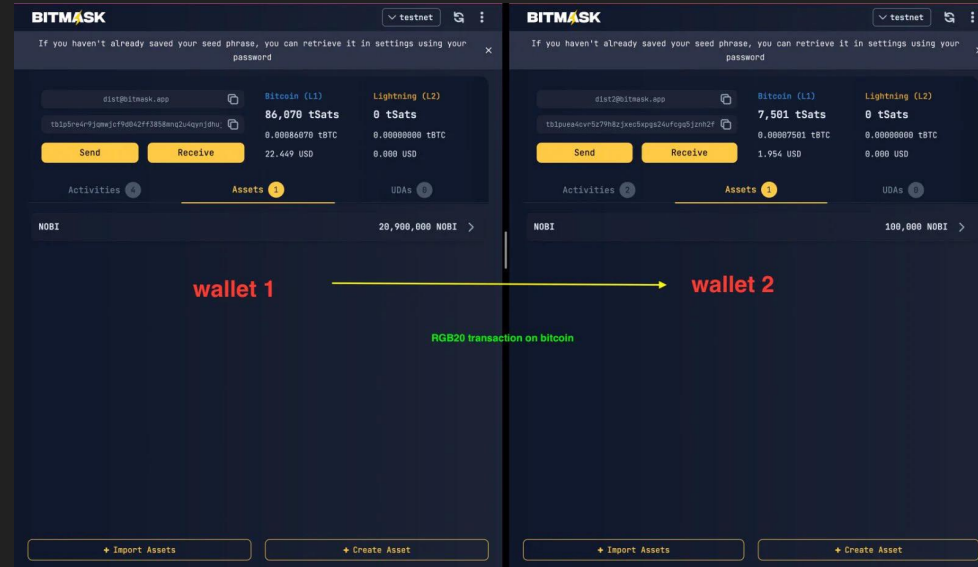 BITMASK
testnet
If you haven't already saved your seed phrase, you can retrieve it in settings using your
password
dist@bitmask.app
Bitcoin (L1)
Lightning (L2)
86,070 tSats
0 tSats
0.00086070 tBTC
0.00000000 tBTC
Send
Receive
22.449 USD
0.000 USD
Activities 4
Assets 1
UDAs 0
NOBI
20,900,000 NOBI
wallet 1
+ Import Assets
+ Create Asset
BITMASK
testnet
If you haven't already saved your seed phrase, you can retrieve it in settings using your
password
dist2@bitmask.app
Bitcoin (L1)
Lightning (L2)
7,501 tSats
0 tSats
0.00007501 tBTC
0.00000000 tBTC
Send
Receive
1.954 USD
0.000 USD
Activities 2
Assets 1
UDAs 0
NOBI
100,000 NOBI
wallet 2
RGB20 transaction on bitcoin
+ Import Assets
+ Create Asset